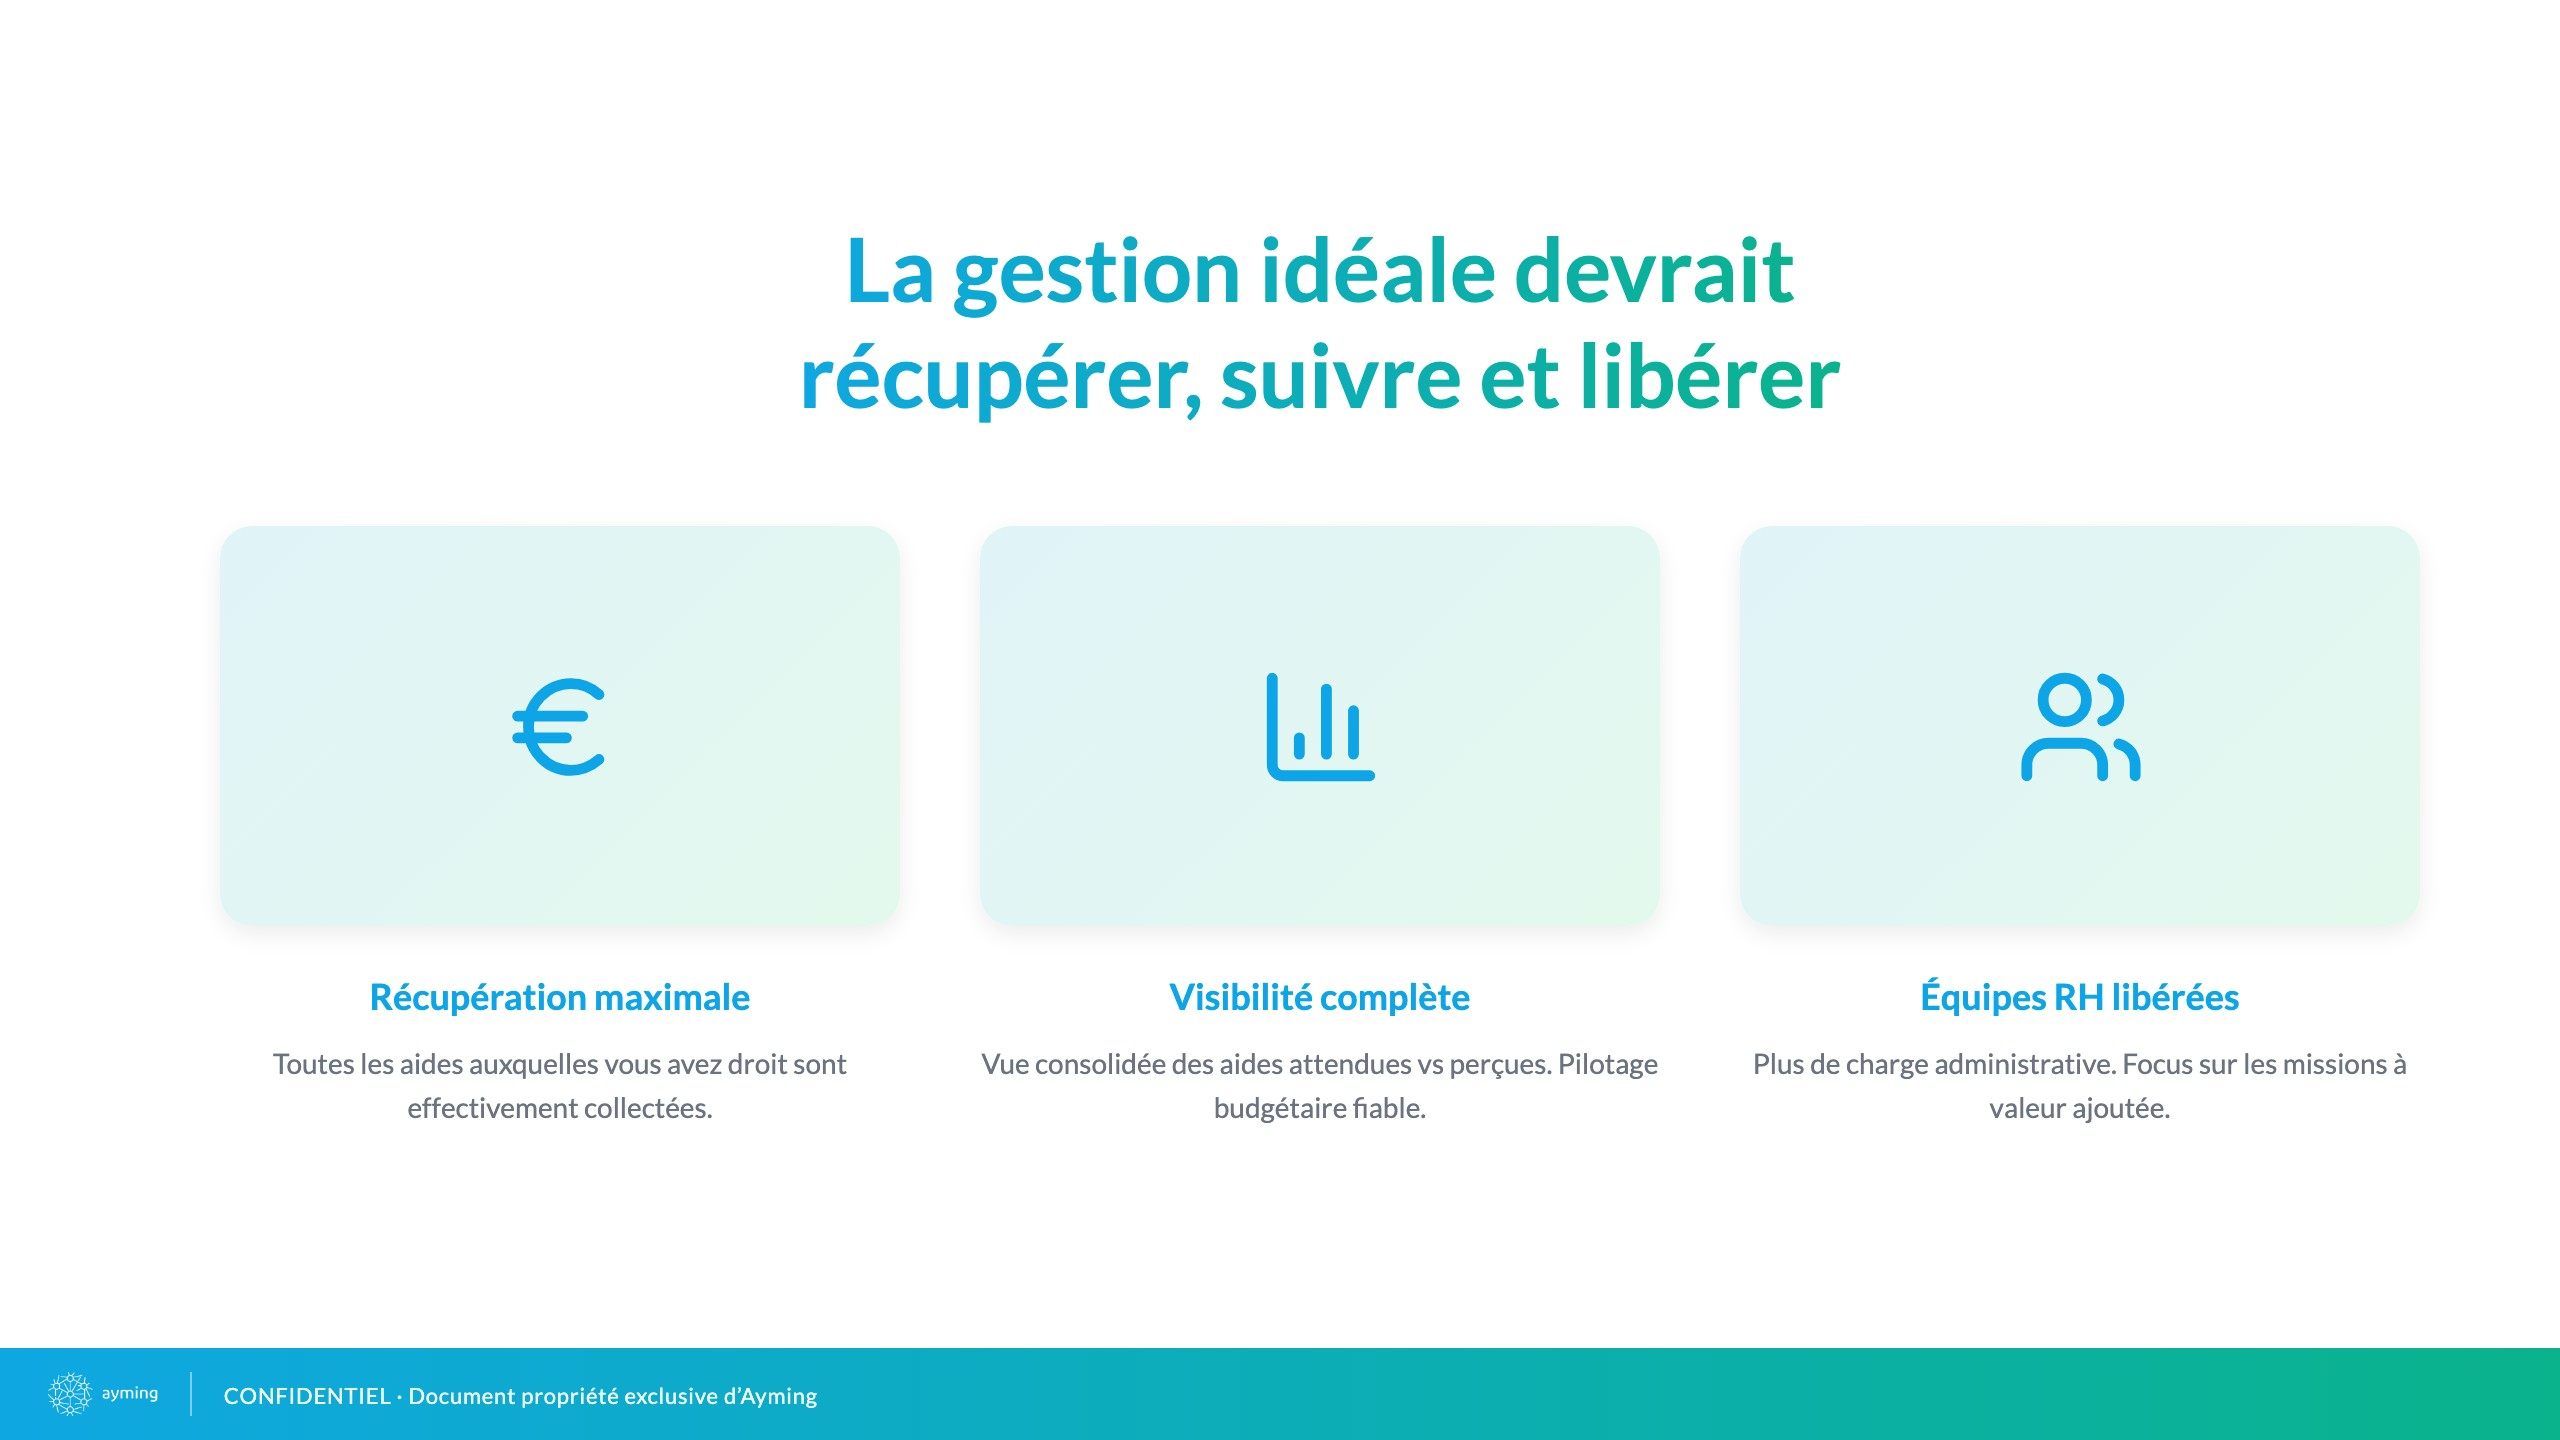 La gestion idéale devrait
récupérer, suivre et libérer
Récupération maximale
Toutes les aides auxquelles vous avez droit sont
effectivement collectées.
Visibilité complète
Vue consolidée des aides attendues vs perçues. Pilotage
budgétaire fiable.
Équipes RH libérées
Plus de charge administrative. Focus sur les missions à
valeur ajoutée.
ayming
CONFIDENTIEL · Document propriété exclusive d’Ayming